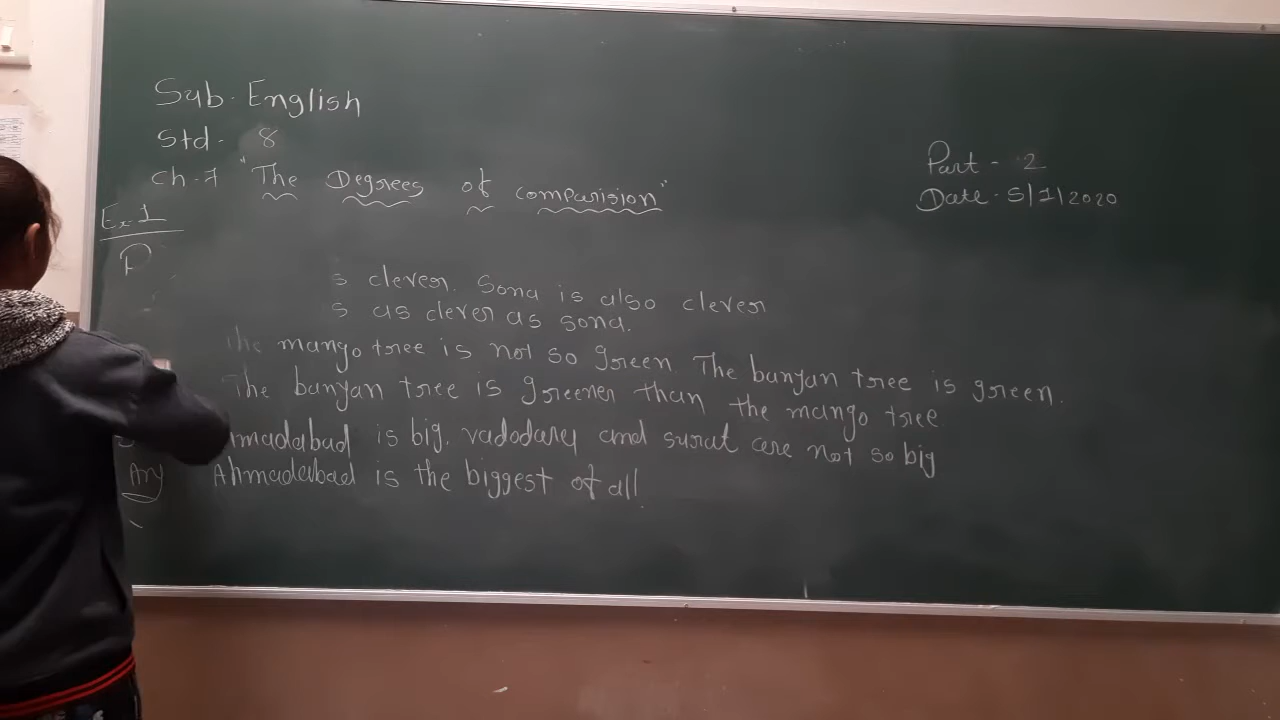 Sub. English
Std. 8
Ch-7 "The Degrees of comparision"
Part - 2
Date. 5/1/2020
Ex-1
s clever. Sona is also clever
s as clever as sona.
The mango tree is not so green. The banyan tree is green.
The banyan tree is greener than the mango tree
hmadabad is big. vadodary and surat are not so big
Any Ahmadabad is the biggest of all